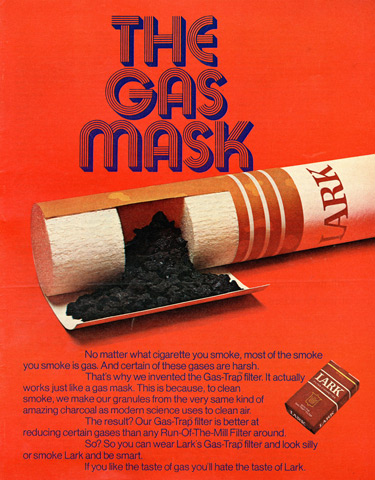 THE
GAS
MASK
LARK
No matter what cigarette you smoke, most of the smoke
you smoke is gas. And certain of these gases are harsh.
That's why we invented the Gas-Trap™ filter. It actually
works just like a gas mask. This is because, to clean
smoke, we make our granules from the very same kind of
amazing charcoal as modern science uses to clean air.
The result? Our Gas-Trap™ filter is better at
reducing certain gases than any Run-Of-The-Mill Filter around.
So? So you can wear Lark's Gas-Trap™ filter and look silly
or smoke Lark and be smart.
If you like the taste of gas you'll hate the taste of Lark.
LARK
LARK
LARK